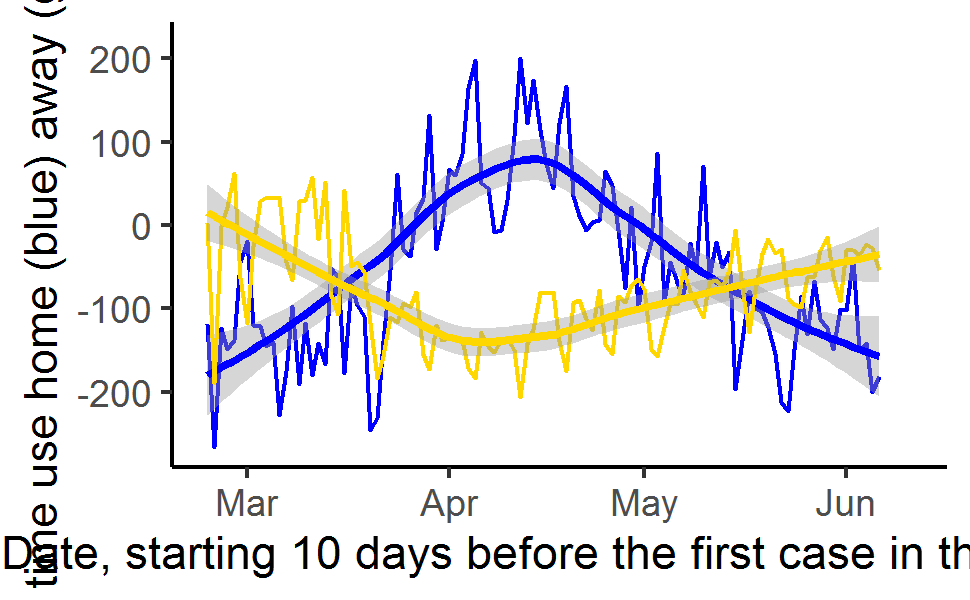 time use home (blue) away (
200
100
0
-100
-200
Mar Apr May Jun
Date, starting 10 days before the first case in th